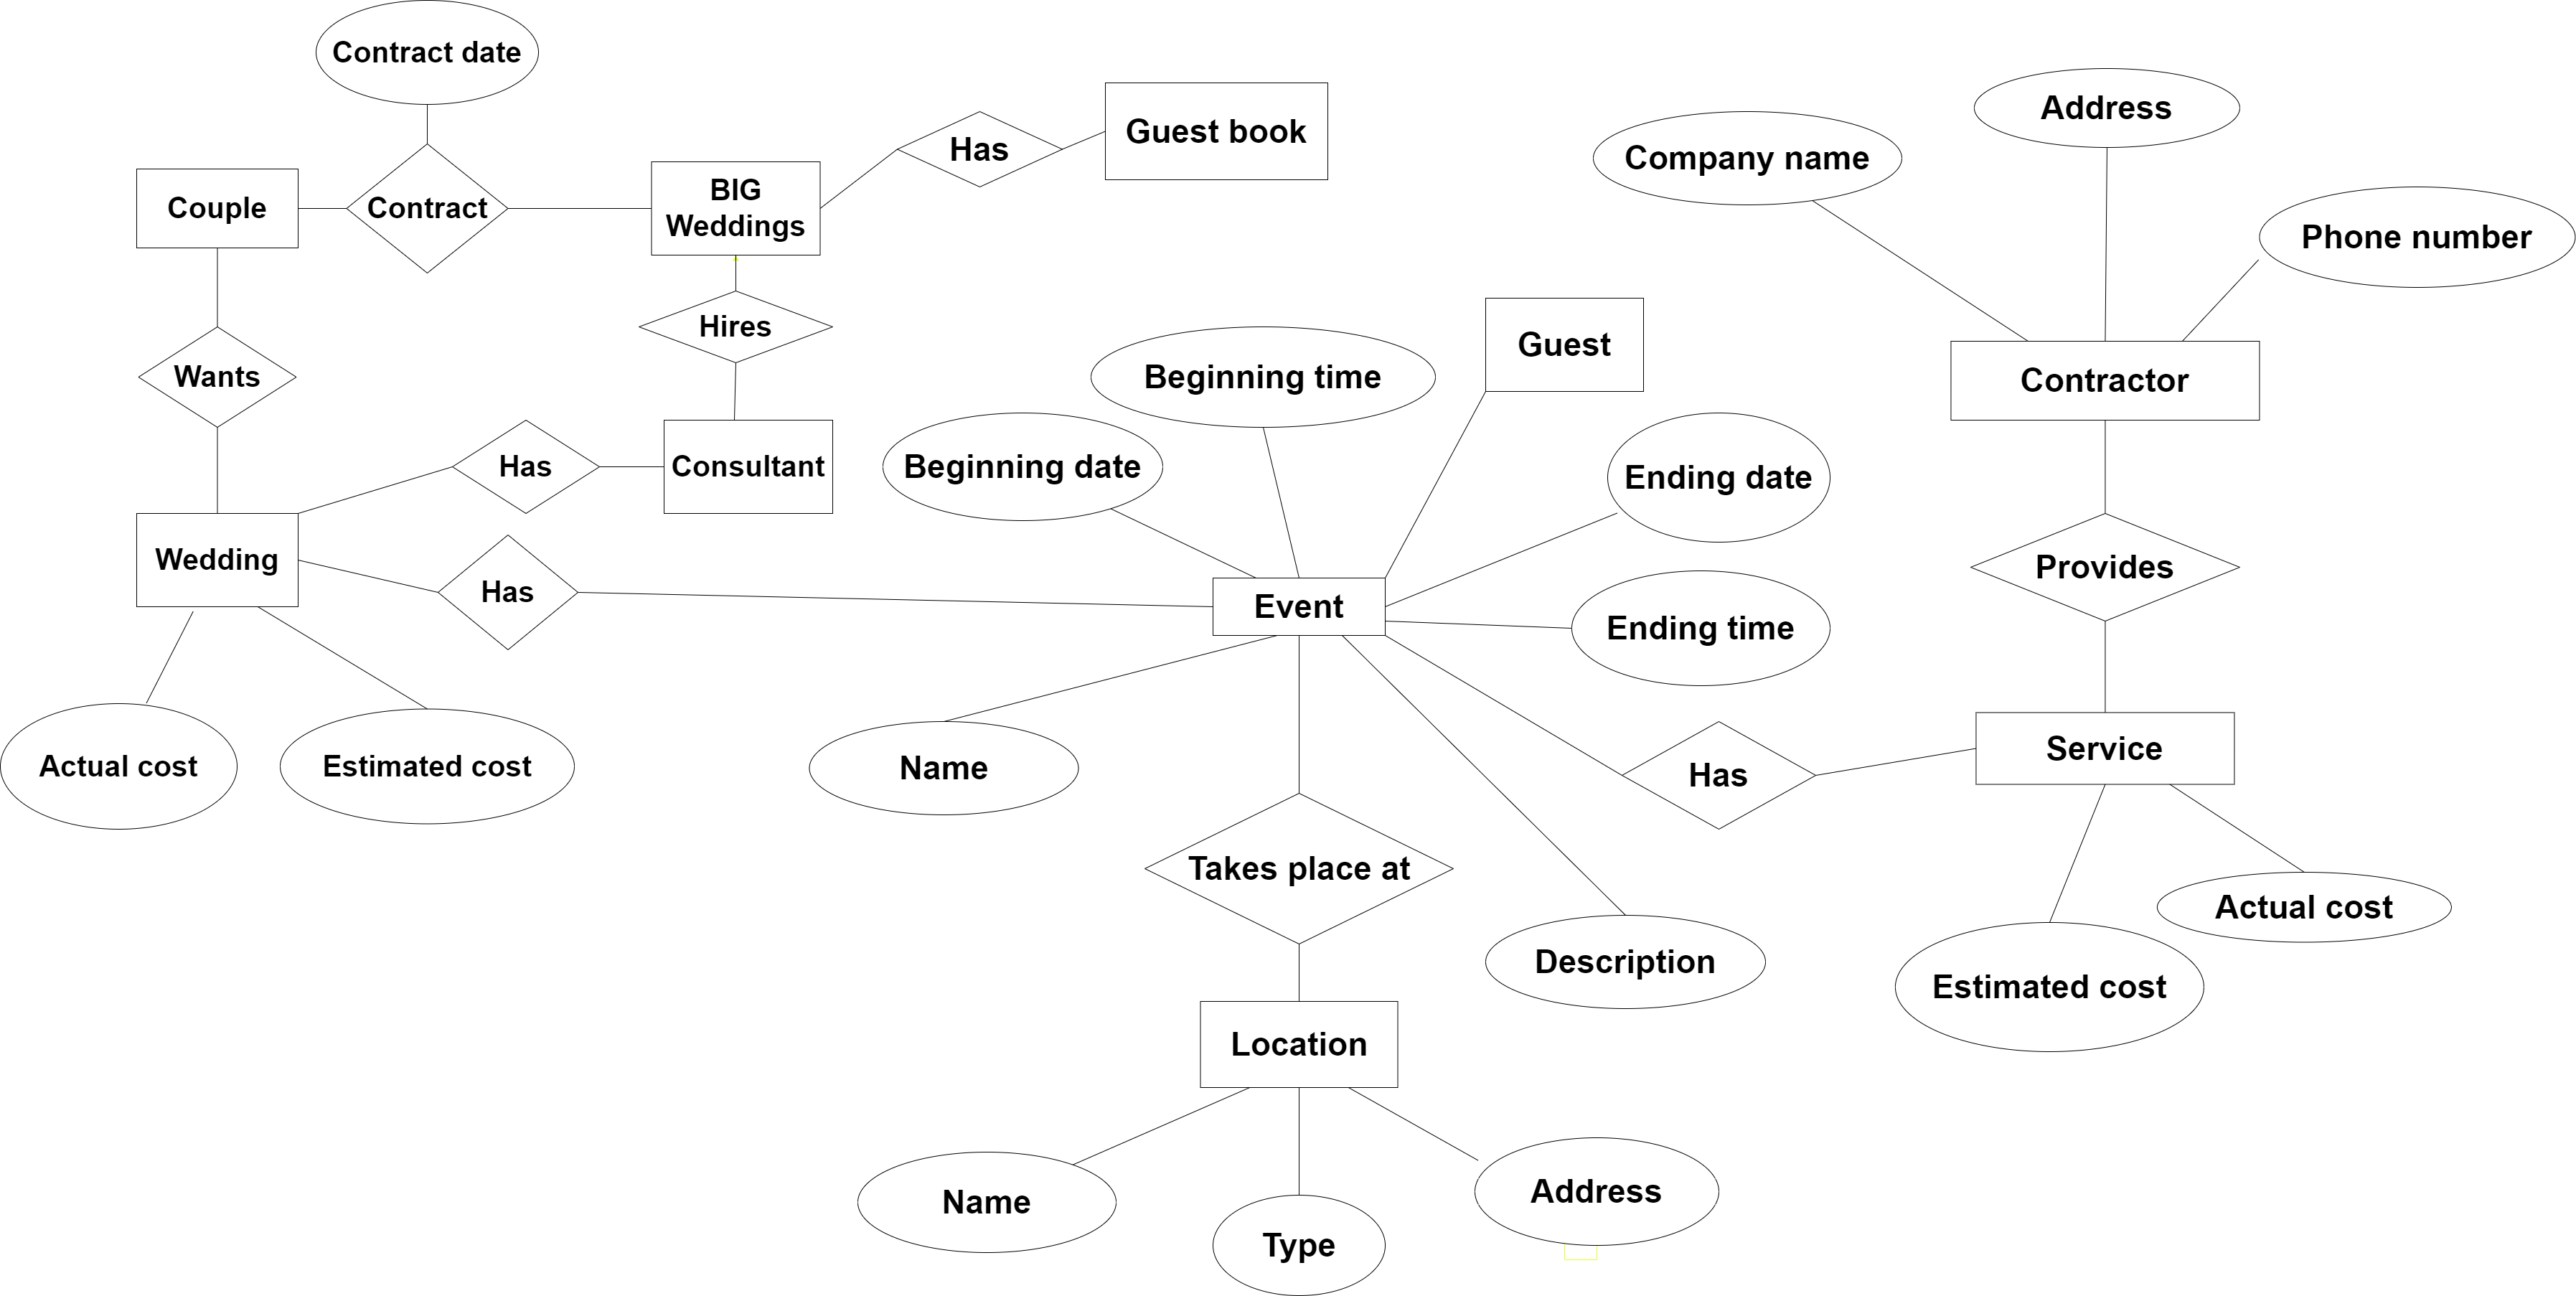 Contract date
Address
Guest book
Has
Company name
BIG
Weddings
Couple
Contract
Phone number
Hires
Guest
Wants
Beginning time
Contractor
Has
Consultant
Beginning date
Ending date
Wedding
Provides
Has
Event
Ending time
Service
Actual cost
Estimated cost
Name
Has
Takes place at
Actual cost
Description
Estimated cost
Location
Address
Name
Type